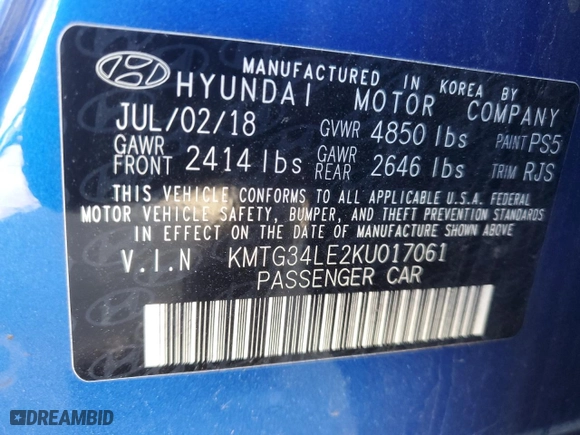 MANUFACTURED IN KOREA BY
HYUNDAI MOTOR COMPANY
JUL/02/18 GVWR 4850 lbs PAINT PS5
GAWR FRONT 2414 lbs GAWR REAR 2646 lbs TRIM RJS
THIS VEHICLE CONFORMS TO ALL APPLICABLE U.S.A. FEDERAL
MOTOR VEHICLE SAFETY, BUMPER, AND THEFT PREVENTION STANDARDS
IN EFFECT ON THE DATE OF MANUFACTURE SHOWN ABOVE
V.I.N KMTG34LE2KU017061
PASSENGER CAR
DREAMBID